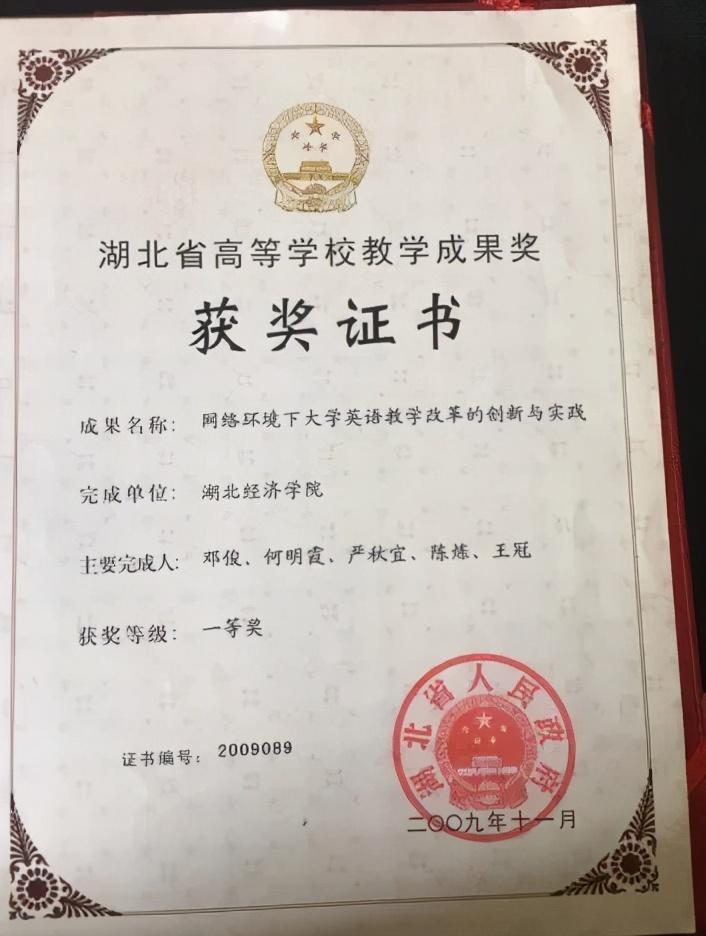 湖北省高等学校教学成果奖
获奖证书
成果名称：网络环境下大学英语教学改革的创新与实践
完成单位：湖北经济学院
主要完成人：邓俊、何明霞、严秋宜、陈炼、王冠
获奖等级：一等奖
湖北省人民政府
证书编号：2009089
二〇〇九年十一月